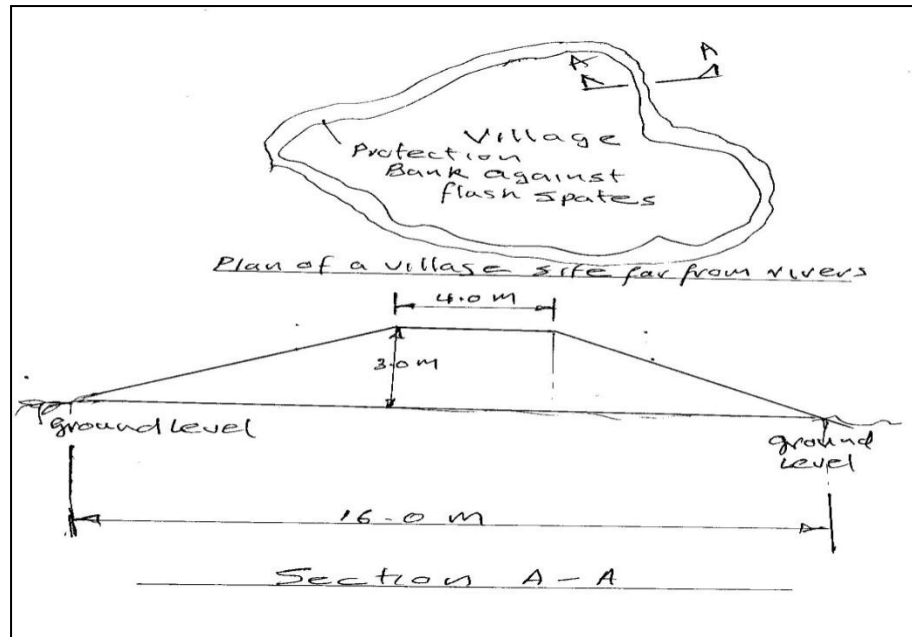 A A
Village
Protection
Bank against
flash spates
Plan of a village site far from rivers
4.0 M
3.0 M
ground Level
ground
Level
16.0 M
Section A-A